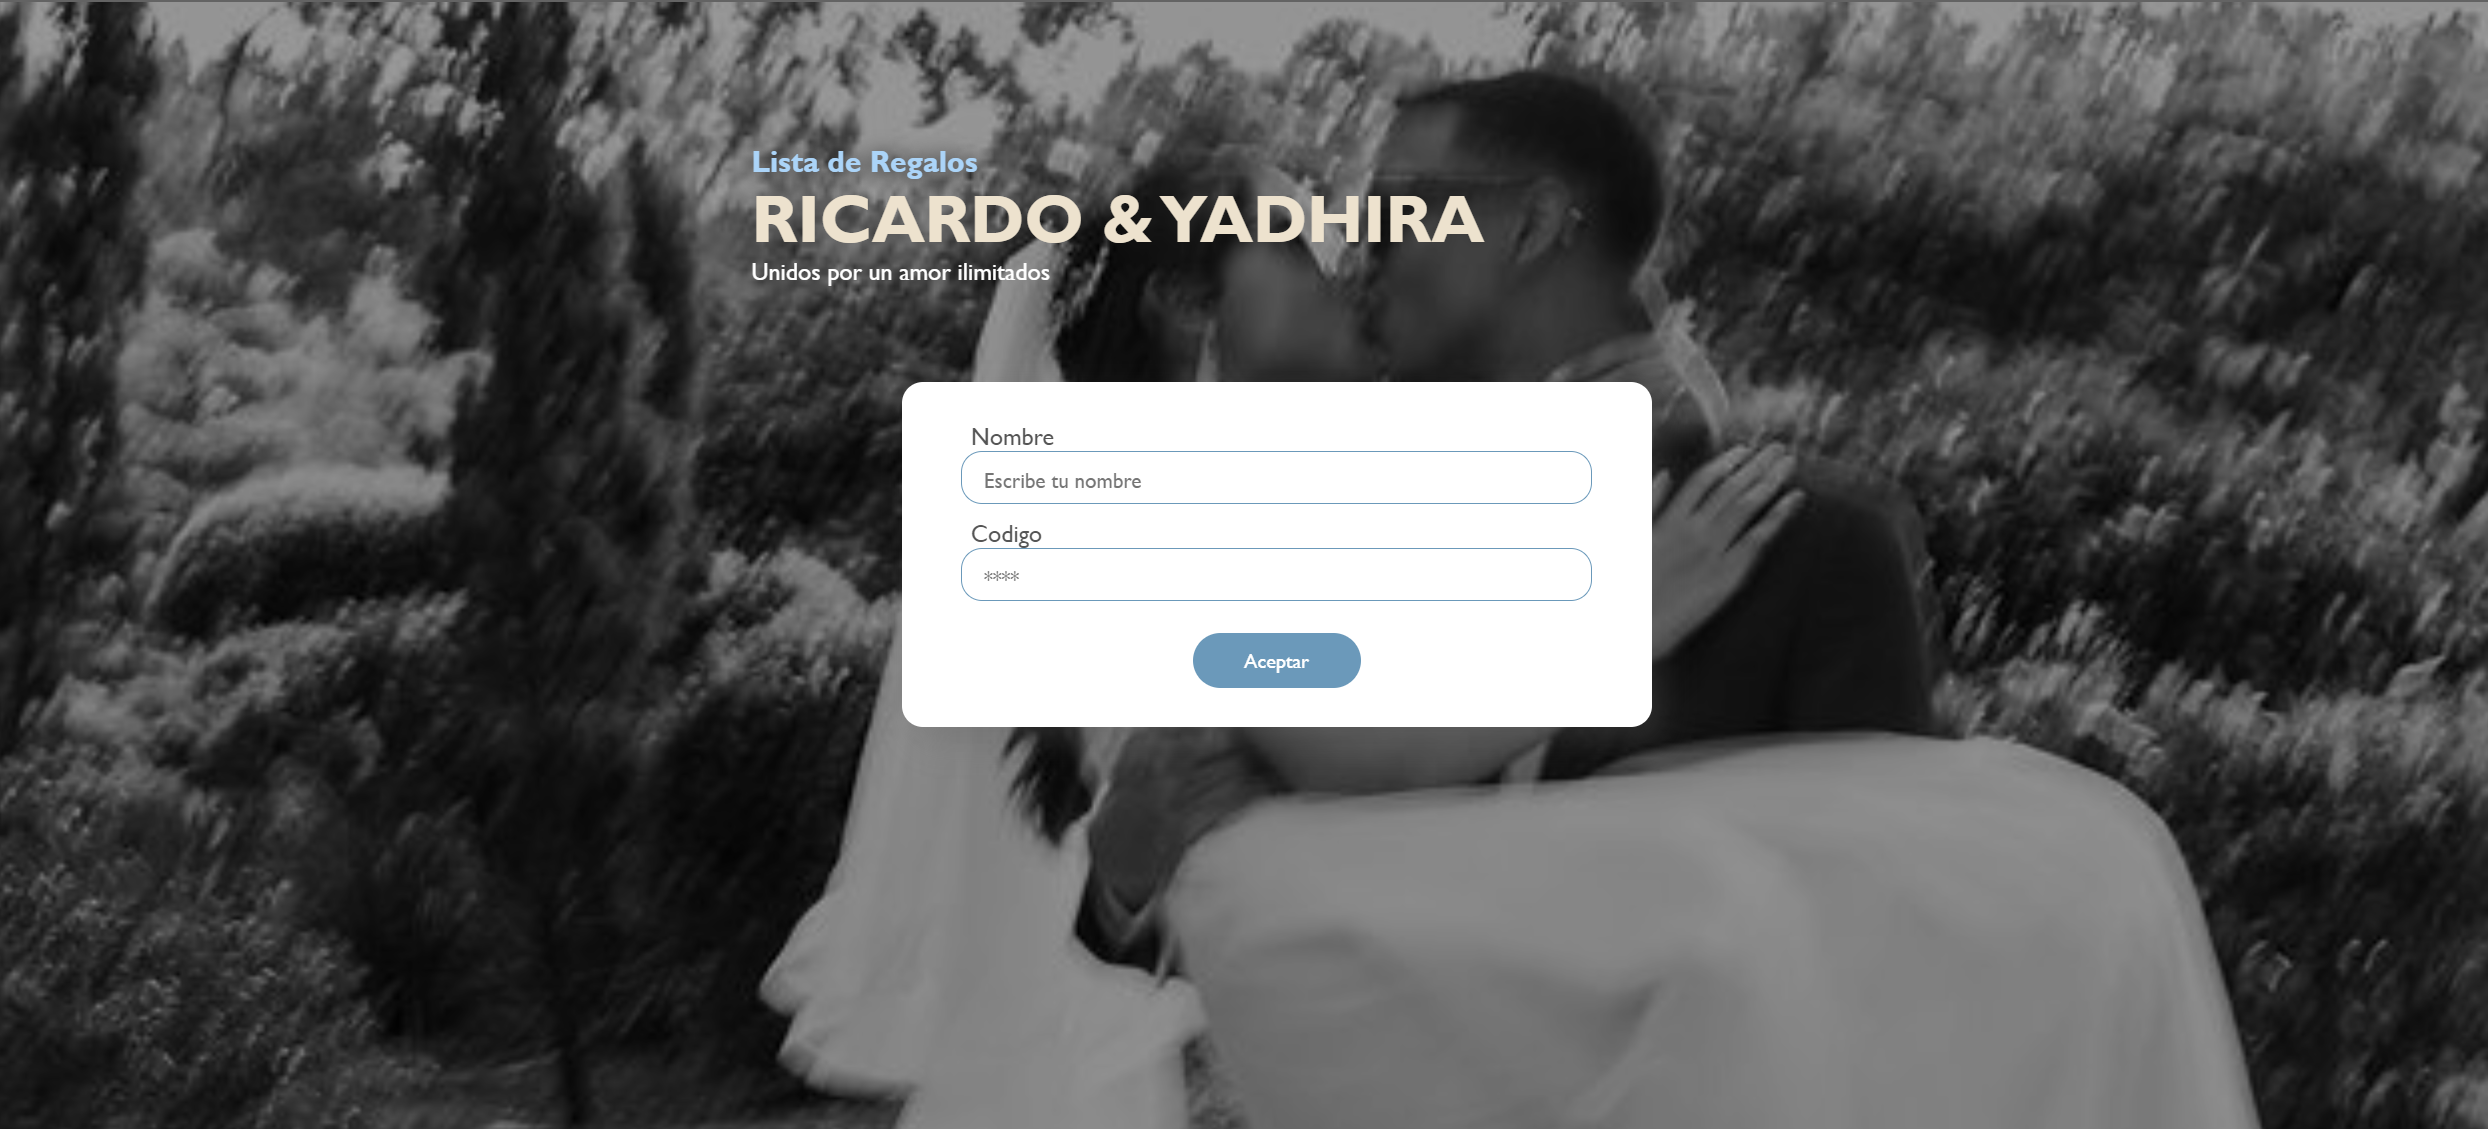 Lista de Regalos
RICARDO & YADHIRA
Unidos por un amor ilimitados
Nombre
Escribe tu nombre
Codigo
****
Aceptar